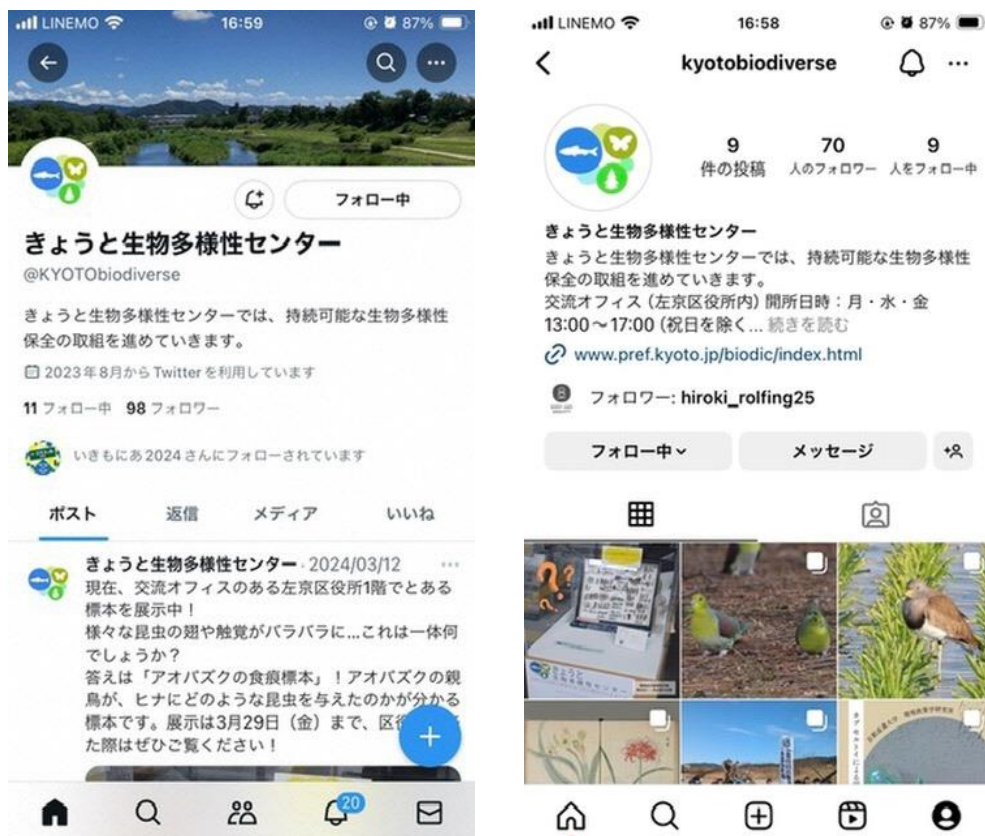 LINEMO 16:59 87%
フォロー中
きょうと生物多様性センター
@KYOTObiodiverse
きょうと生物多様性センターでは、持続可能な生物多様性
保全の取組を進めていきます。
2023年8月からTwitterを利用しています
11 フォロー中 98 フォロワー
いきもにあ2024さんにフォローされています
ポスト 返信 メディア いいね
きょうと生物多様性センター · 2024/03/12
現在、交流オフィスのある左京区役所1階でとある
標本を展示中！
様々な昆虫の翅や触覚がバラバラに...これは一体何
でしょうか？
答えは「アオバズクの食痕標本」！アオバズクの親
鳥が、ヒナにどのような昆虫を与えたのかが分かる
標本です。展示は3月29日（金）まで、区
た際はぜひご覧ください！
20
LINEMO 16:58 87%
kyotobiodiverse
9 70 9
件の投稿 人のフォロワー 人をフォロー中
きょうと生物多様性センター
きょうと生物多様性センターでは、持続可能な生物多様性
保全の取組を進めていきます。
交流オフィス（左京区役所内）開所日時：月・水・金
13:00～17:00（祝日を除く... 続きを読む
www.pref.kyoto.jp/biodic/index.html
フォロワー: hiroki_rolfing25
フォロー中 メッセージ
???
きょうと
生物多様性センター